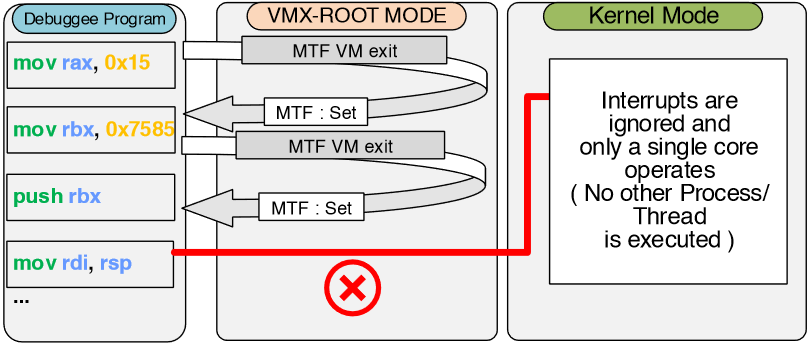 Debuggee Program
mov rax, 0x15
mov rbx, 0x7585
push rbx
mov rdi, rsp
...
VMX-ROOT MODE
MTF VM exit
MTF : Set
MTF VM exit
MTF : Set
Kernel Mode
Interrupts are
ignored and
only a single core
operates
( No other Process/
Thread
is executed )